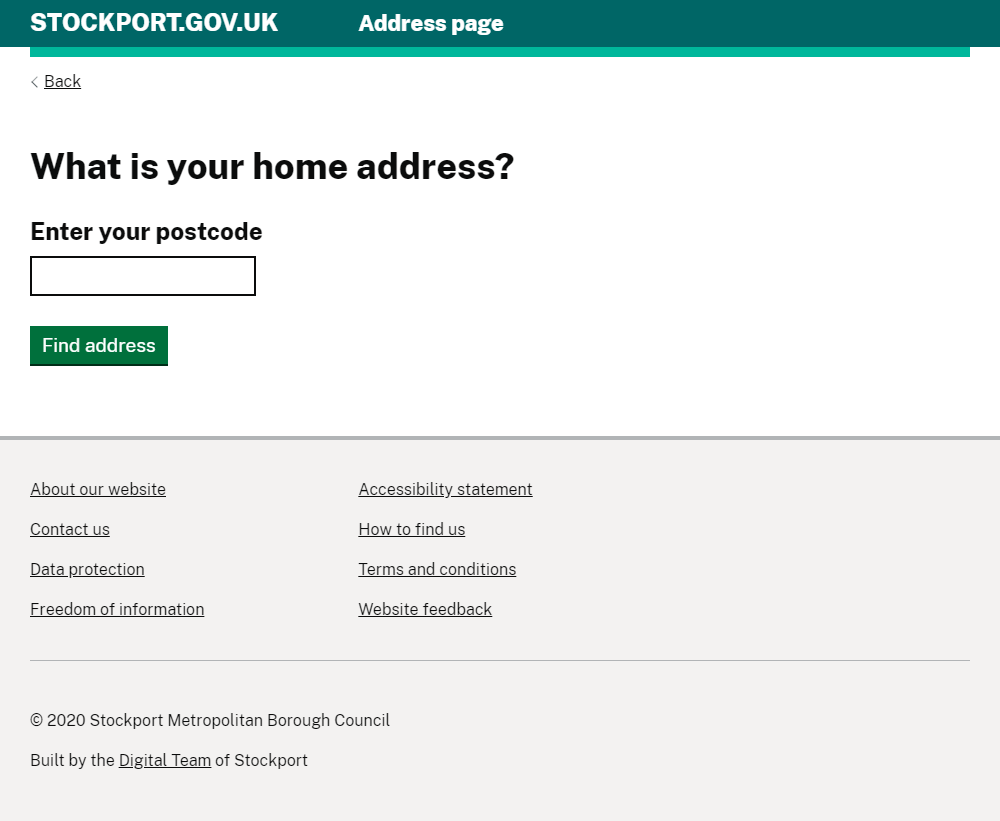 STOCKPORT.GOV.UK Address page
Back
What is your home address?
Enter your postcode
Find address
About our website Accessibility statement
Contact us How to find us
Data protection Terms and conditions
Freedom of information Website feedback
© 2020 Stockport Metropolitan Borough Council
Built by the Digital Team of Stockport